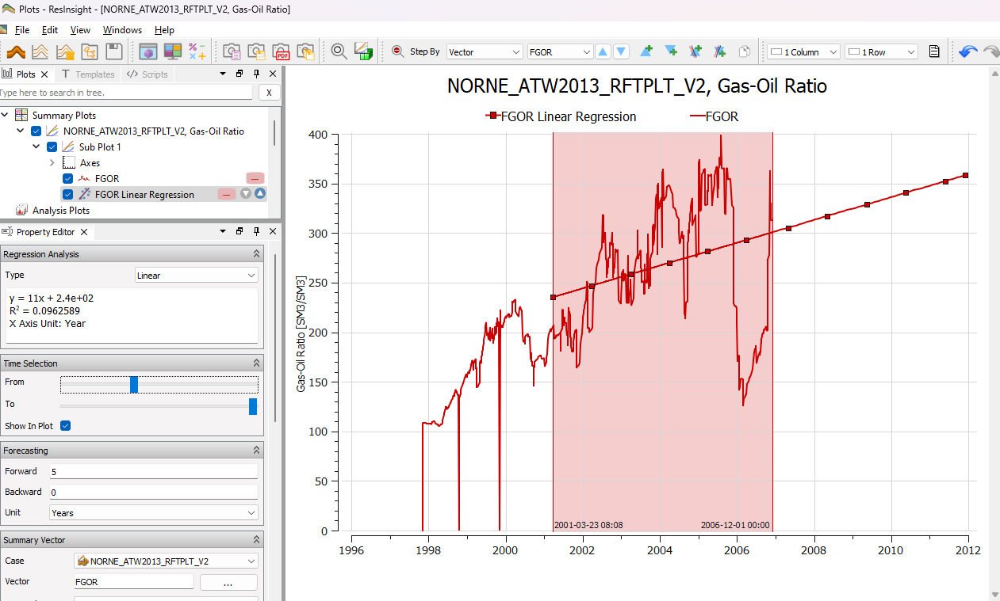 Plots - ResInsight - [NORNE_ATW2013_RFTPLT_V2, Gas-Oil Ratio]
File Edit View Windows Help
PDF
Step By Vector FGOR 1 Column 1 Row
Plots Templates Scripts
Type here to search in tree. X
Summary Plots
NORNE_ATW2013_RFTPLT_V2, Gas-Oil Ratio
Sub Plot 1
Axes
FGOR
FGOR Linear Regression
Analysis Plots
Property Editor
Regression Analysis
Type Linear
y = 11x + 2.4e+02
R² = 0.0962589
X Axis Unit: Year
Time Selection
From
To
Show In Plot
Forecasting
Forward 5
Backward 0
Unit Years
Summary Vector
Case NORNE_ATW2013_RFTPLT_V2
Vector FGOR ...
NORNE_ATW2013_RFTPLT_V2, Gas-Oil Ratio
FGOR Linear Regression FGOR
Gas-Oil Ratio [SM3/SM3]
400
350
300
250
200
150
100
50
0
2001-03-23 08:08 2006-12-01 00:00
1996 1998 2000 2002 2004 2006 2008 2010 2012